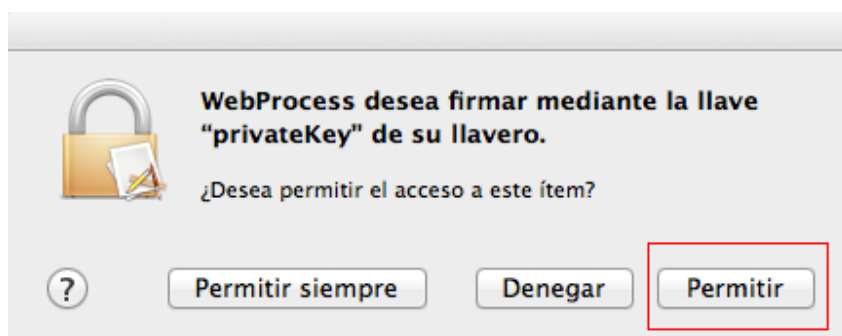 WebProcess desea firmar mediante la llave
“privateKey” de su llavero.
¿Desea permitir el acceso a este ítem?
?
Permitir siempre
Denegar
Permitir